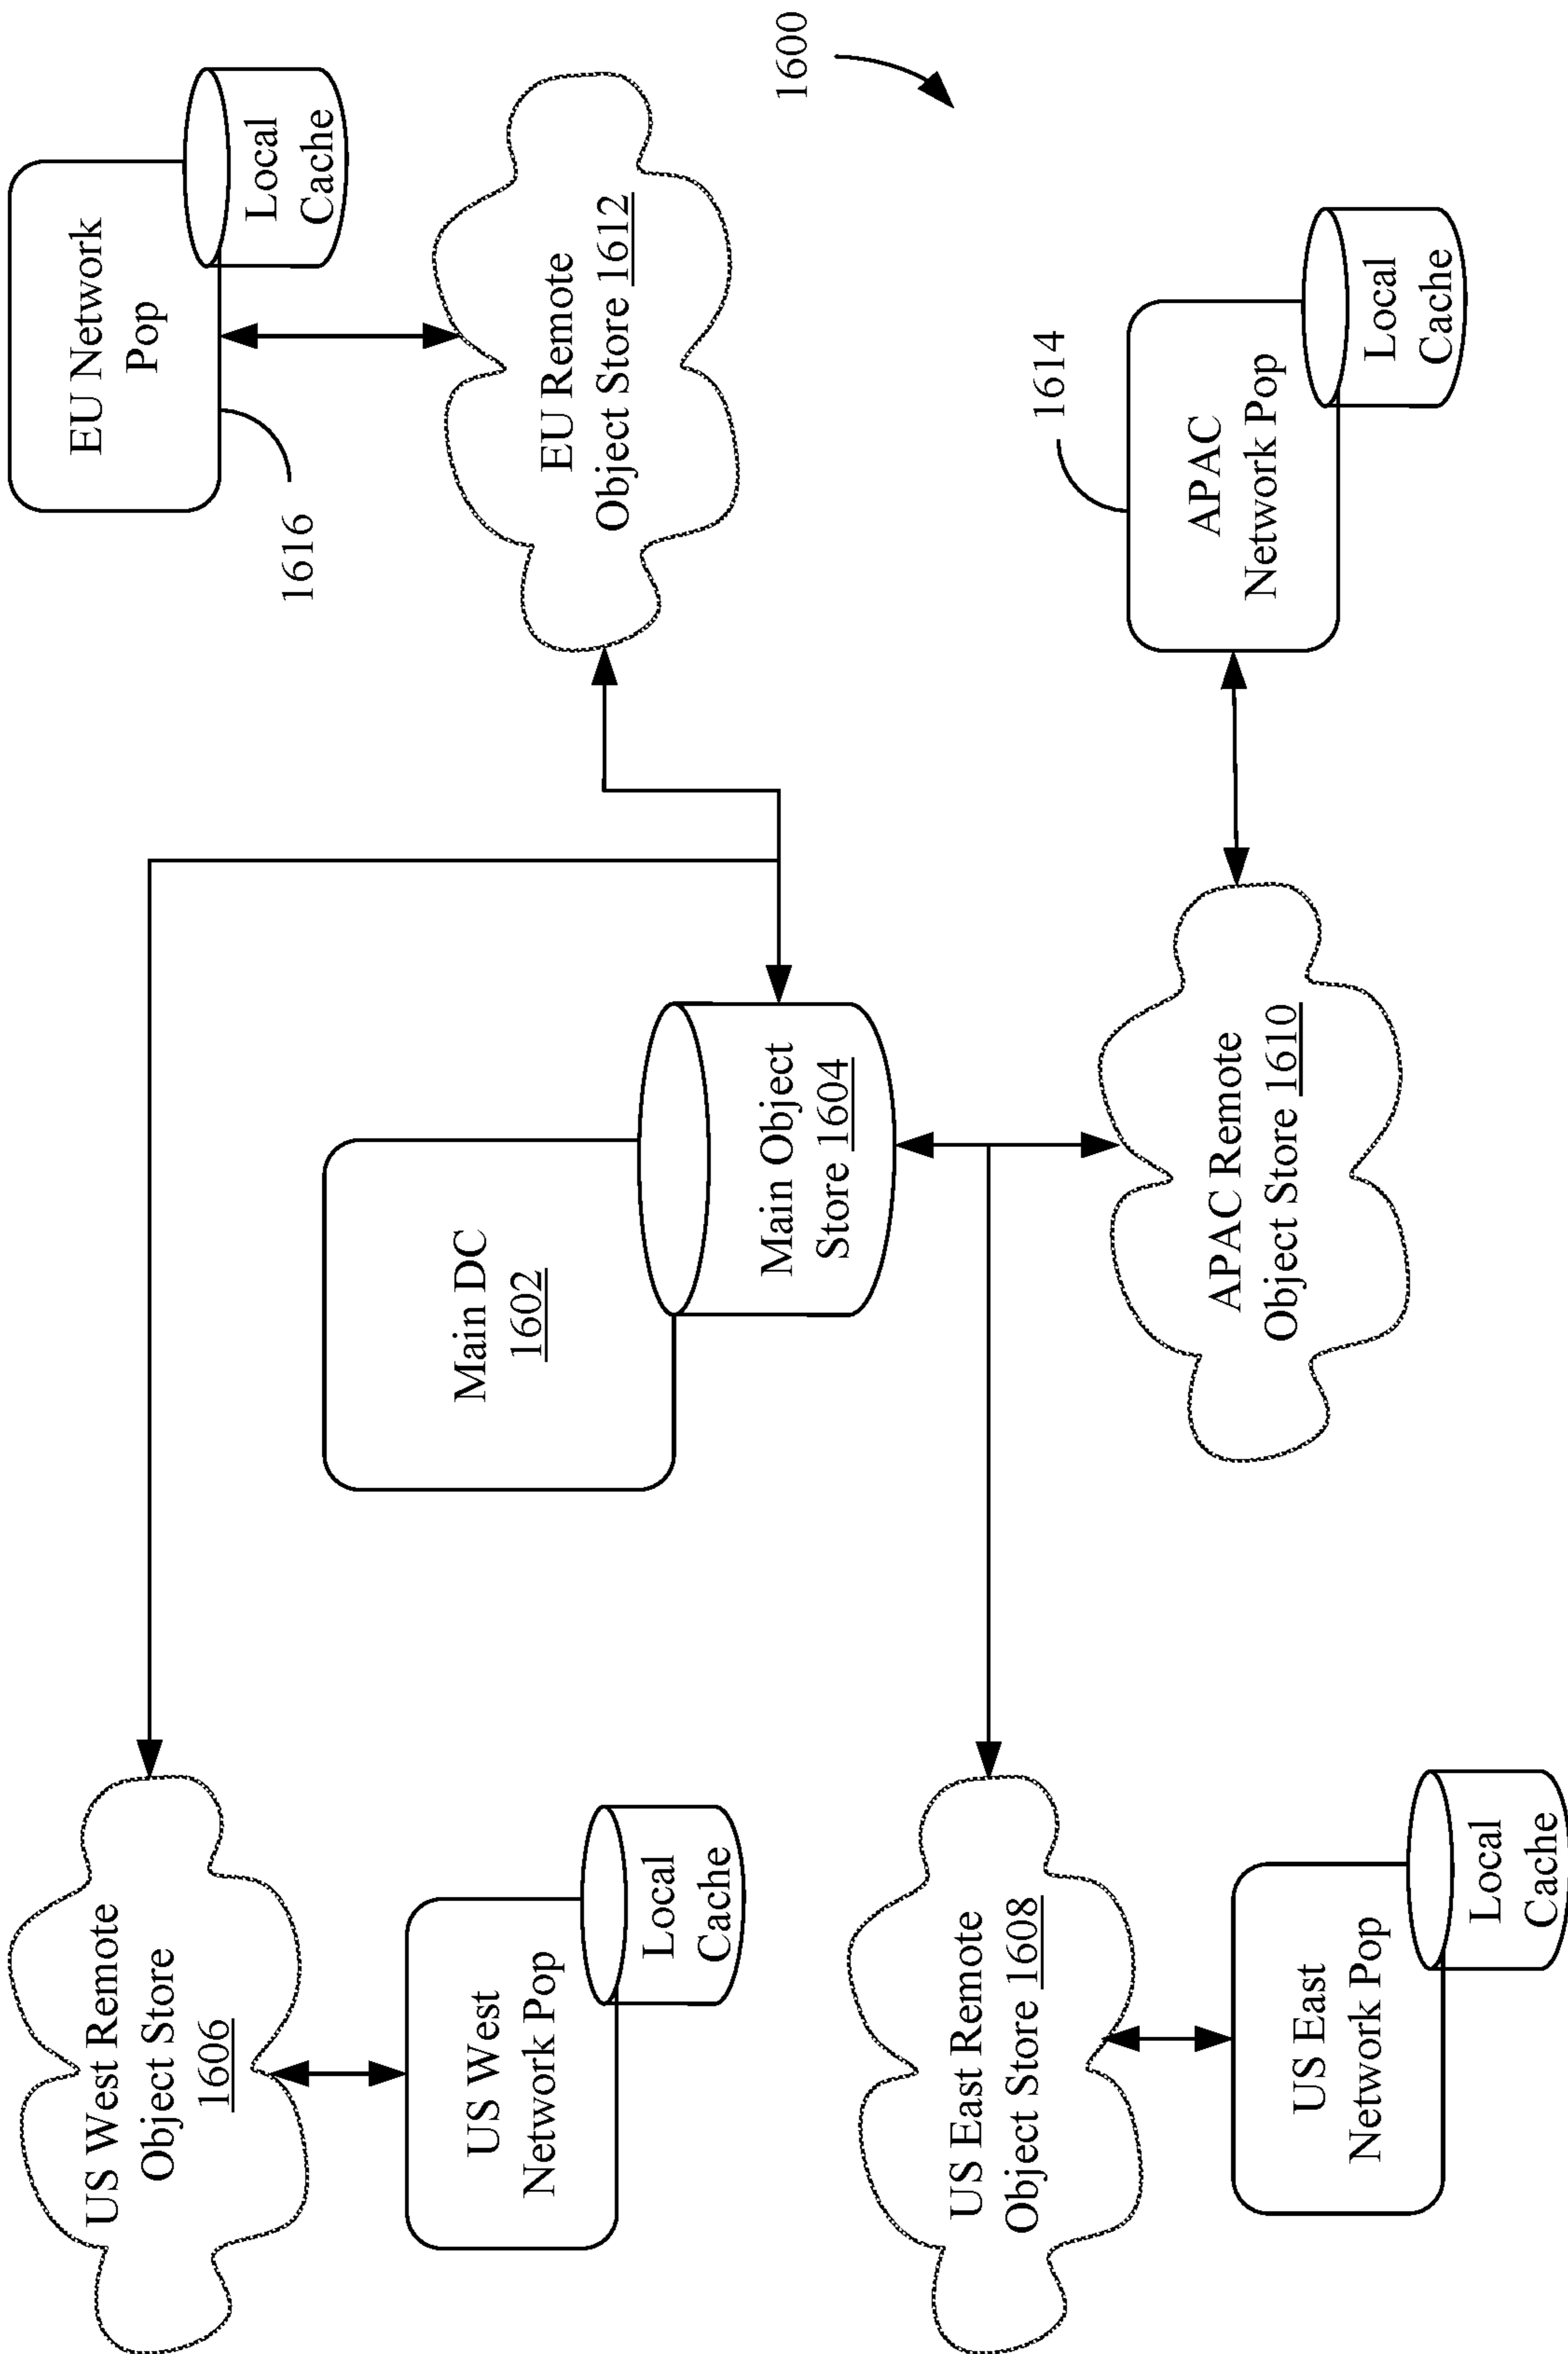 US West Remote
Object Store
1606
US West
Network Pop
Local
Cache
US East Remote
Object Store 1608
US East
Network Pop
Local
Cache
Main DC
1602
Main Object
Store 1604
APAC Remote
Object Store 1610
EU Network
Pop
Local
Cache
1616
EU Remote
Object Store 1612
1600
1614
APAC
Network Pop
Local
Cache